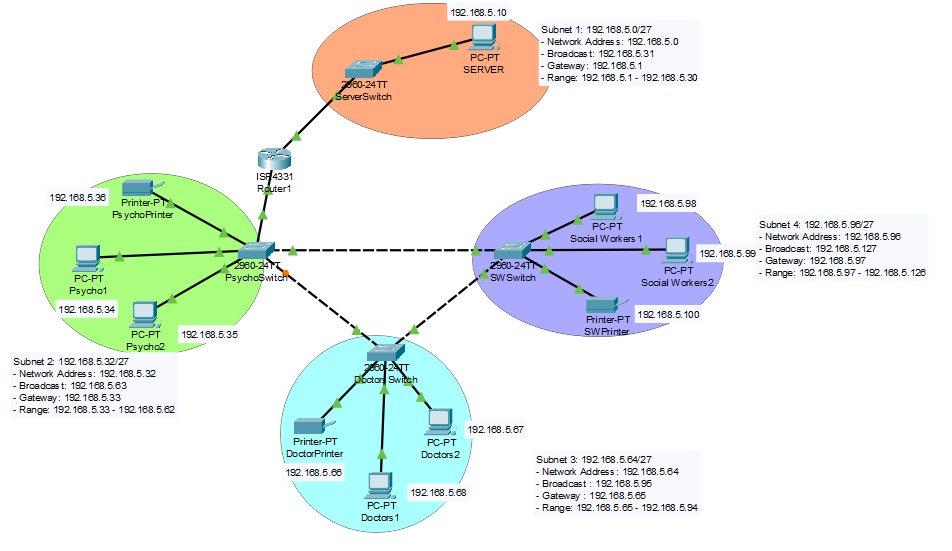 192.168.5.10
PC-PT
SERVER
2960-24TT
ServerSwitch
Subnet 1: 192.168.5.0/27
- Network Address: 192.168.5.0
- Broadcast: 192.168.5.31
- Gateway: 192.168.5.1
- Range: 192.168.5.1 - 192.168.5.30
ISR4331
Router1
192.168.5.36
Printer-PT
PsychoPrinter
PC-PT
Psycho1
192.168.5.34
PC-PT
Psycho2
192.168.5.35
2960-24TT
PsychoSwitch
Subnet 2: 192.168.5.32/27
- Network Address: 192.168.5.32
- Broadcast: 192.168.5.63
- Gateway: 192.168.5.33
- Range: 192.168.5.33 - 192.168.5.62
2960-24TT
SWSwitch
192.168.5.98
PC-PT
Social Workers 1
192.168.5.99
PC-PT
Social Workers2
192.168.5.100
Printer-PT
SWPrinter
Subnet 4: 192.168.5.96/27
- Network Address: 192.168.5.96
- Broadcast: 192.168.5.127
- Gateway: 192.168.5.97
- Range: 192.168.5.97 - 192.168.5.126
2960-24TT
Doctors Switch
Printer-PT
DoctorPrinter
192.168.5.66
PC-PT
Doctors2
192.168.5.67
PC-PT
Doctors1
192.168.5.68
Subnet 3: 192.168.5.64/27
- Network Address : 192.168.5.64
- Broadcast : 192.168.5.95
- Gateway : 192.168.5.65
- Range: 192.168.5.65 - 192.168.5.94